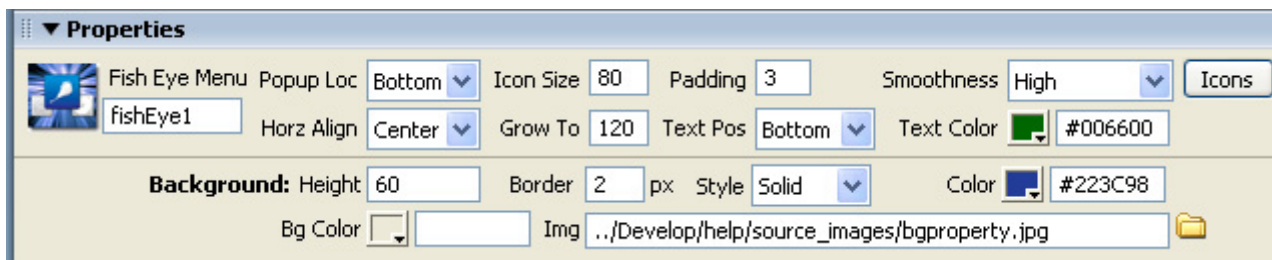 Properties
Fish Eye Menu Popup Loc Bottom Icon Size 80 Padding 3 Smoothness High Icons
fishEye1 Horz Align Center Grow To 120 Text Pos Bottom Text Color #006600
Background: Height 60 Border 2 px Style Solid Color #223C98
Bg Color Img ../Develop/help/source_images/bgproperty.jpg